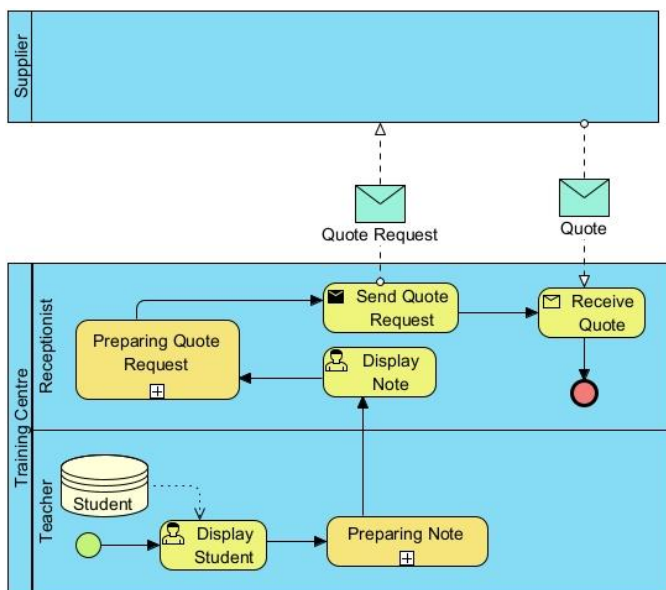 Supplier
Quote Request
Quote
Training Centre
Receptionist
Send Quote
Request
Receive
Quote
Preparing Quote
Request
Display
Note
Teacher
Student
Display
Student
Preparing Note